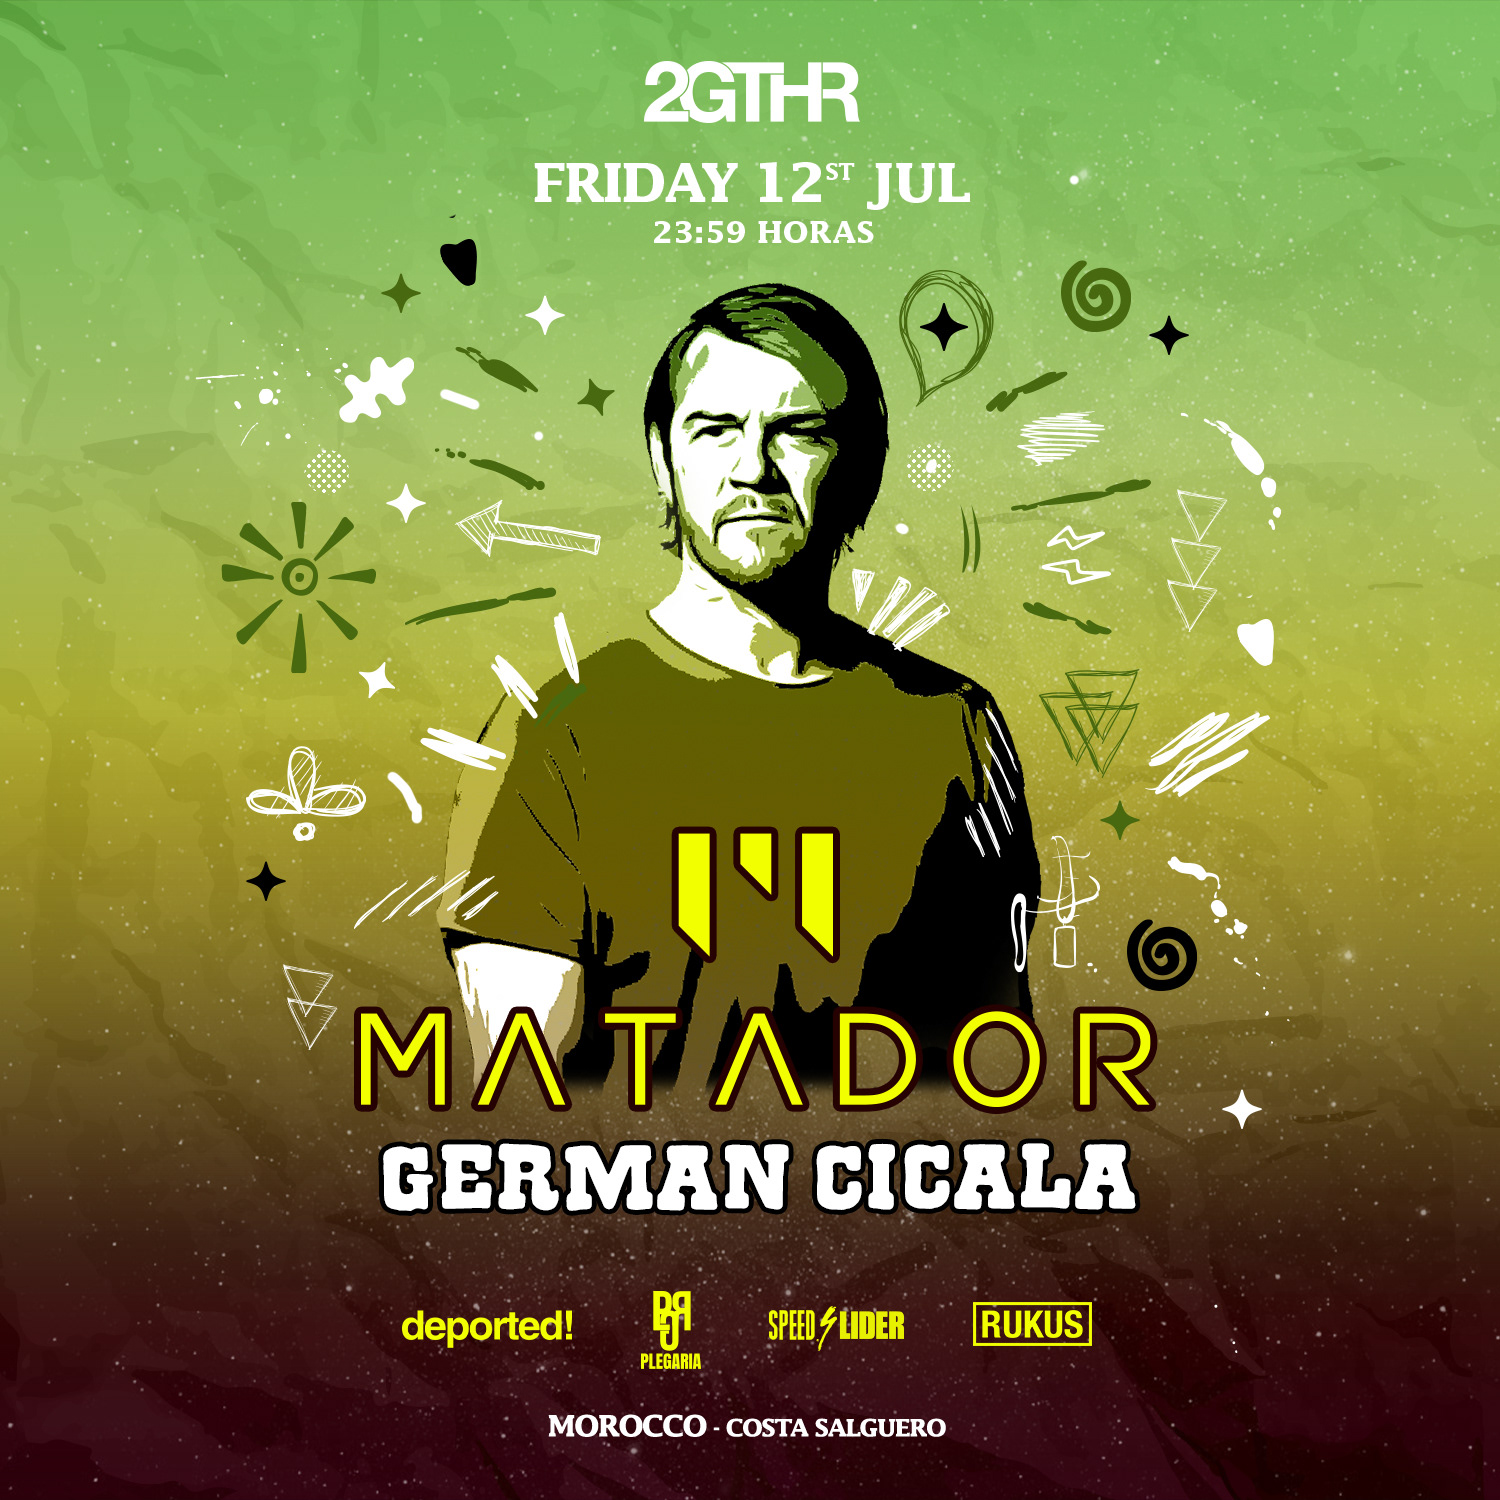 2GTHR
FRIDAY 12ST JUL
23:59 HORAS
MATADOR
GERMAN CICALA
deported!
PLEGARIA
SPEED LIDER
RUKUS
MOROCCO - COSTA SALGUERO